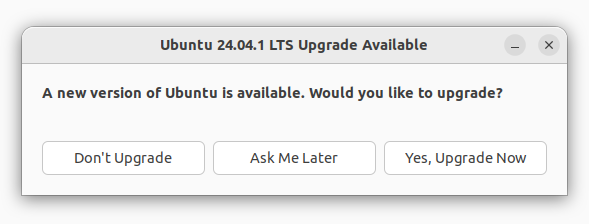 Ubuntu 24.04.1 LTS Upgrade Available
A new version of Ubuntu is available. Would you like to upgrade?
Don't Upgrade
Ask Me Later
Yes, Upgrade Now